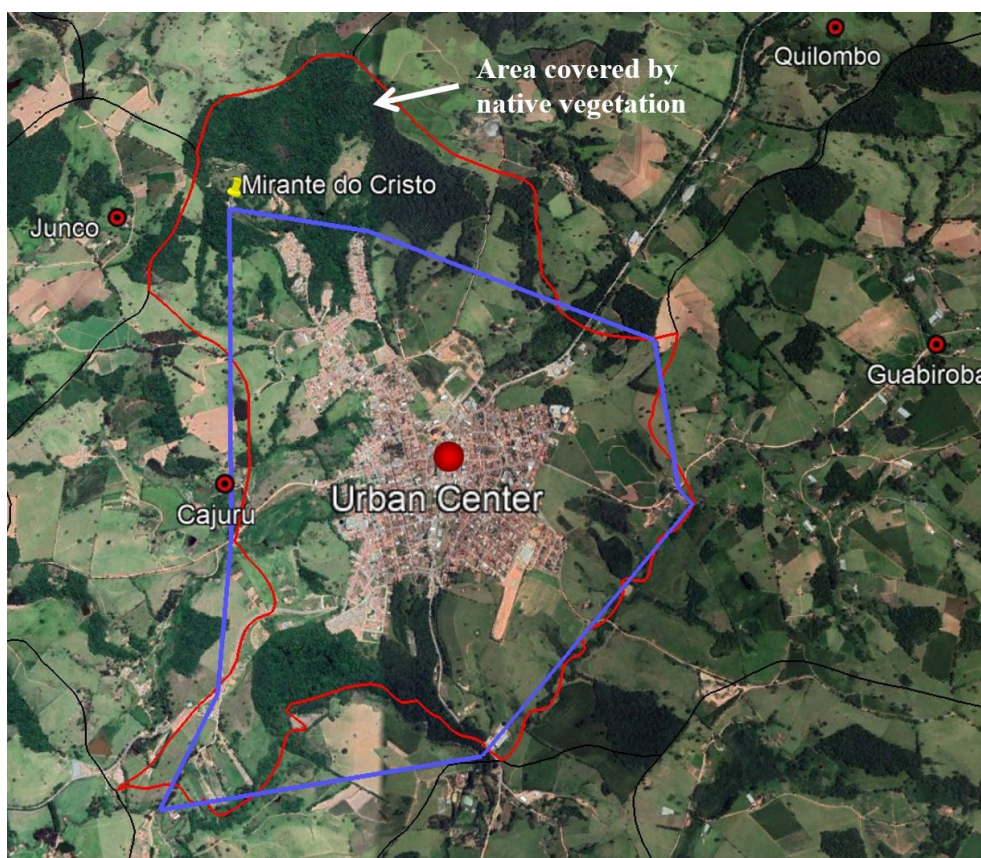 Area covered by
native vegetation
Quilombo
Mirante do Cristo
Junco
Guabiroba
Urban Center
Cajuru